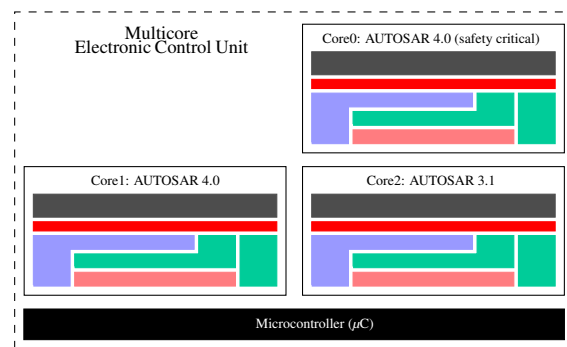 Multicore
Electronic Control Unit
Core0: AUTOSAR 4.0 (safety critical)
Core1: AUTOSAR 4.0
Core2: AUTOSAR 3.1
Microcontroller (µC)